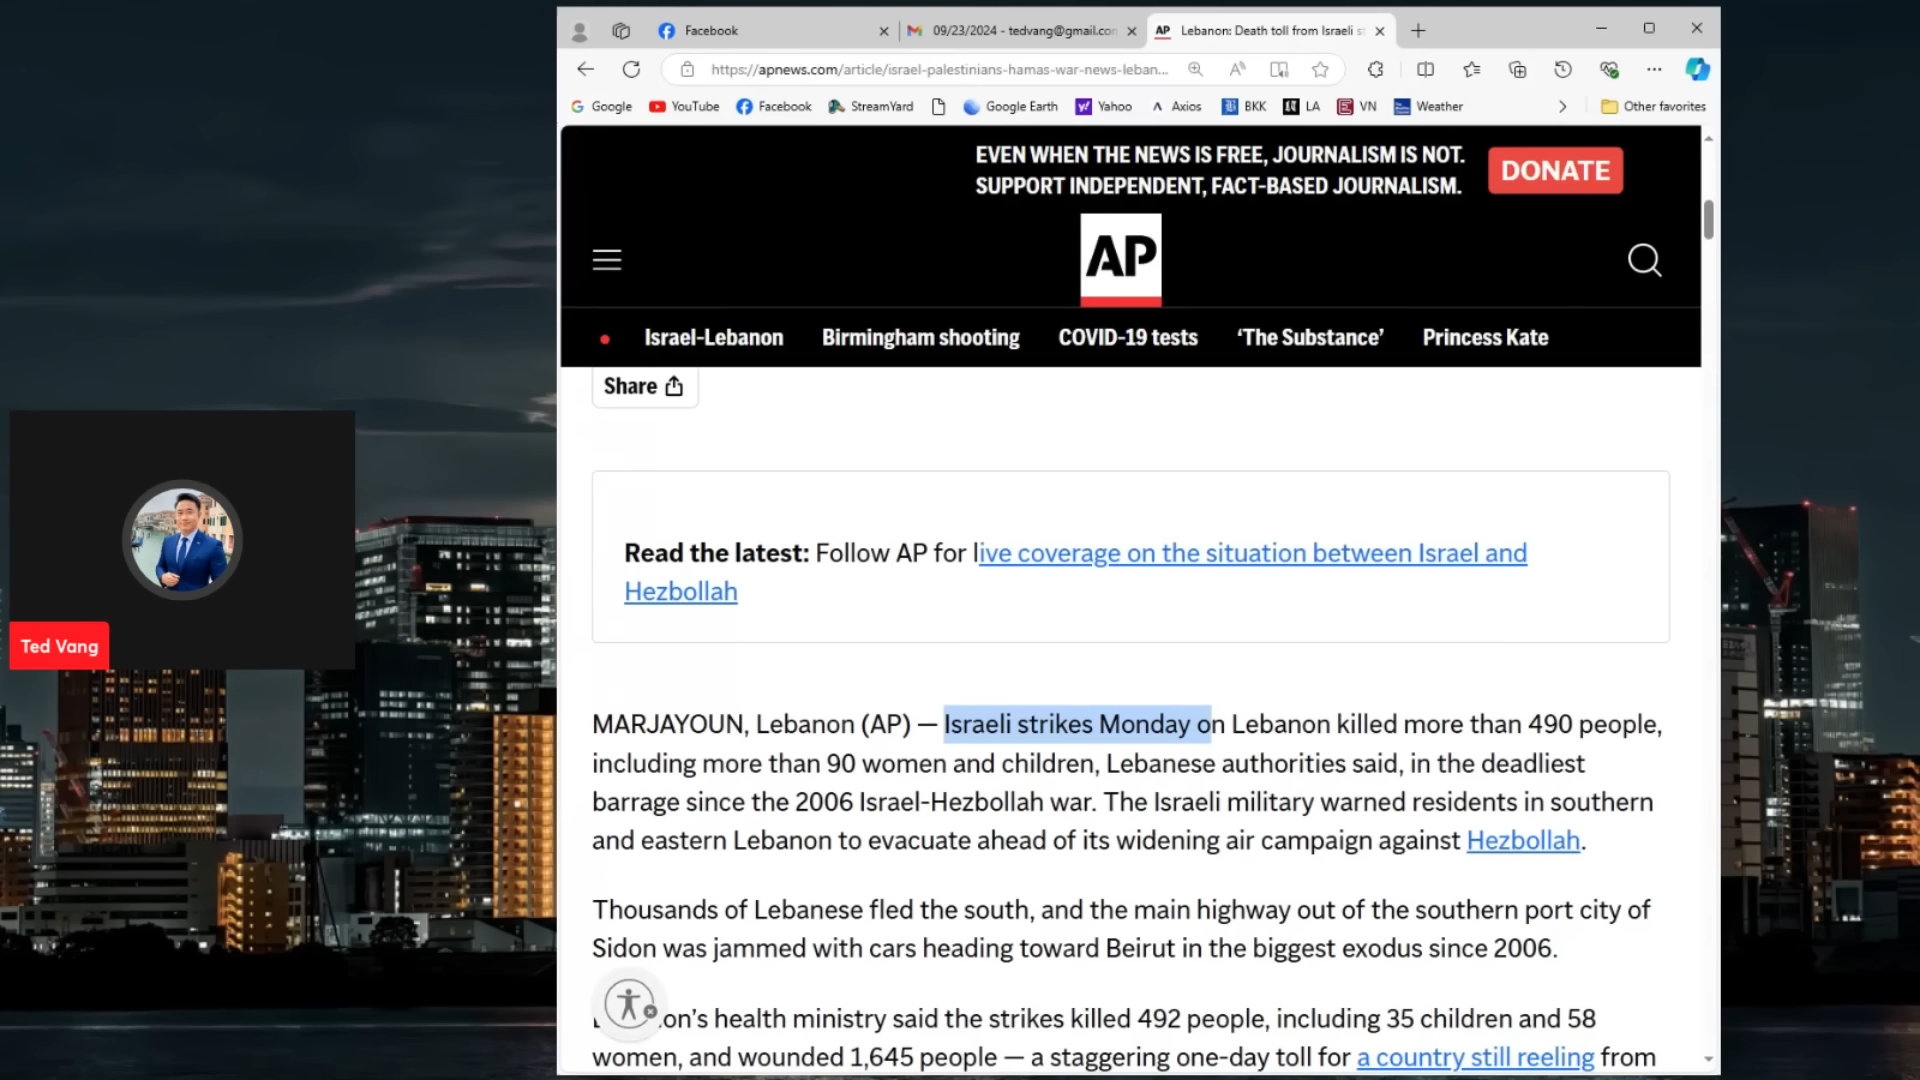 Facebook
09/23/2024 - tedvang@gmail.com
AP
Lebanon: Death toll from Israeli s
https://apnews.com/article/israel-palestinians-hamas-war-news-leban...
Google
YouTube
Facebook
StreamYard
Google Earth
Yahoo
Axios
BKK
LA
VN
Weather
Other favorites
EVEN WHEN THE NEWS IS FREE, JOURNALISM IS NOT.
SUPPORT INDEPENDENT, FACT-BASED JOURNALISM.
DONATE
AP
Israel-Lebanon
Birmingham shooting
COVID-19 tests
‘The Substance’
Princess Kate
Share
Read the latest: Follow AP for live coverage on the situation between Israel and
Hezbollah
Ted Vang
MARJAYOUN, Lebanon (AP) — Israeli strikes Monday on Lebanon killed more than 490 people,
including more than 90 women and children, Lebanese authorities said, in the deadliest
barrage since the 2006 Israel-Hezbollah war. The Israeli military warned residents in southern
and eastern Lebanon to evacuate ahead of its widening air campaign against Hezbollah.
Thousands of Lebanese fled the south, and the main highway out of the southern port city of
Sidon was jammed with cars heading toward Beirut in the biggest exodus since 2006.
on’s health ministry said the strikes killed 492 people, including 35 children and 58
women, and wounded 1,645 people — a staggering one-day toll for a country still reeling from